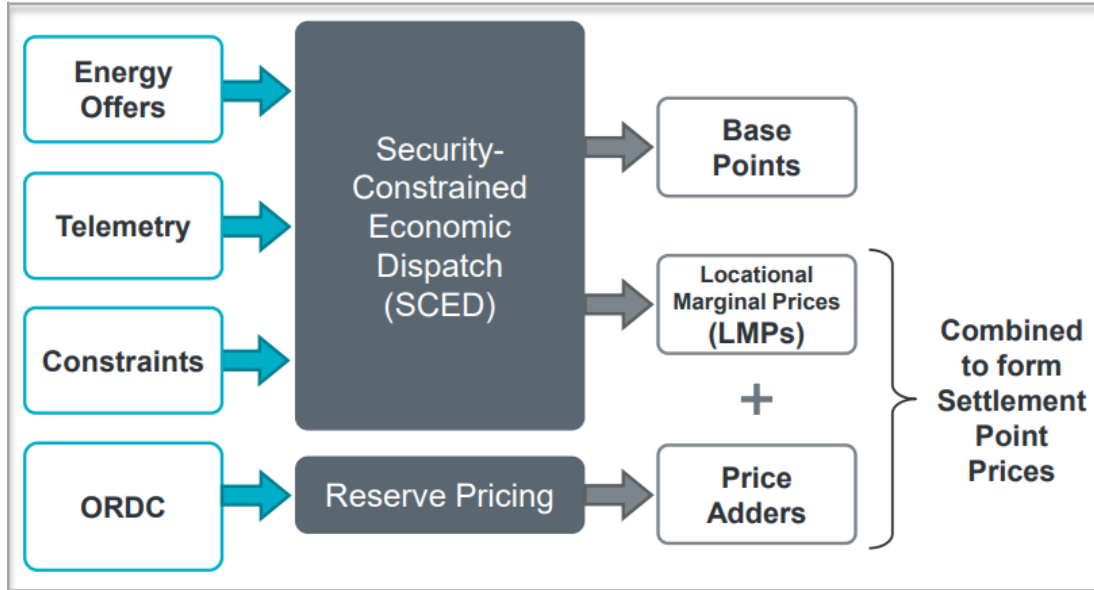 Energy
Offers
Telemetry
Constraints
ORDC
Security-
Constrained
Economic
Dispatch
(SCED)
Reserve Pricing
Base
Points
Locational
Marginal Prices
(LMPs)
+
Price
Adders
Combined
to form
Settlement
Point
Prices